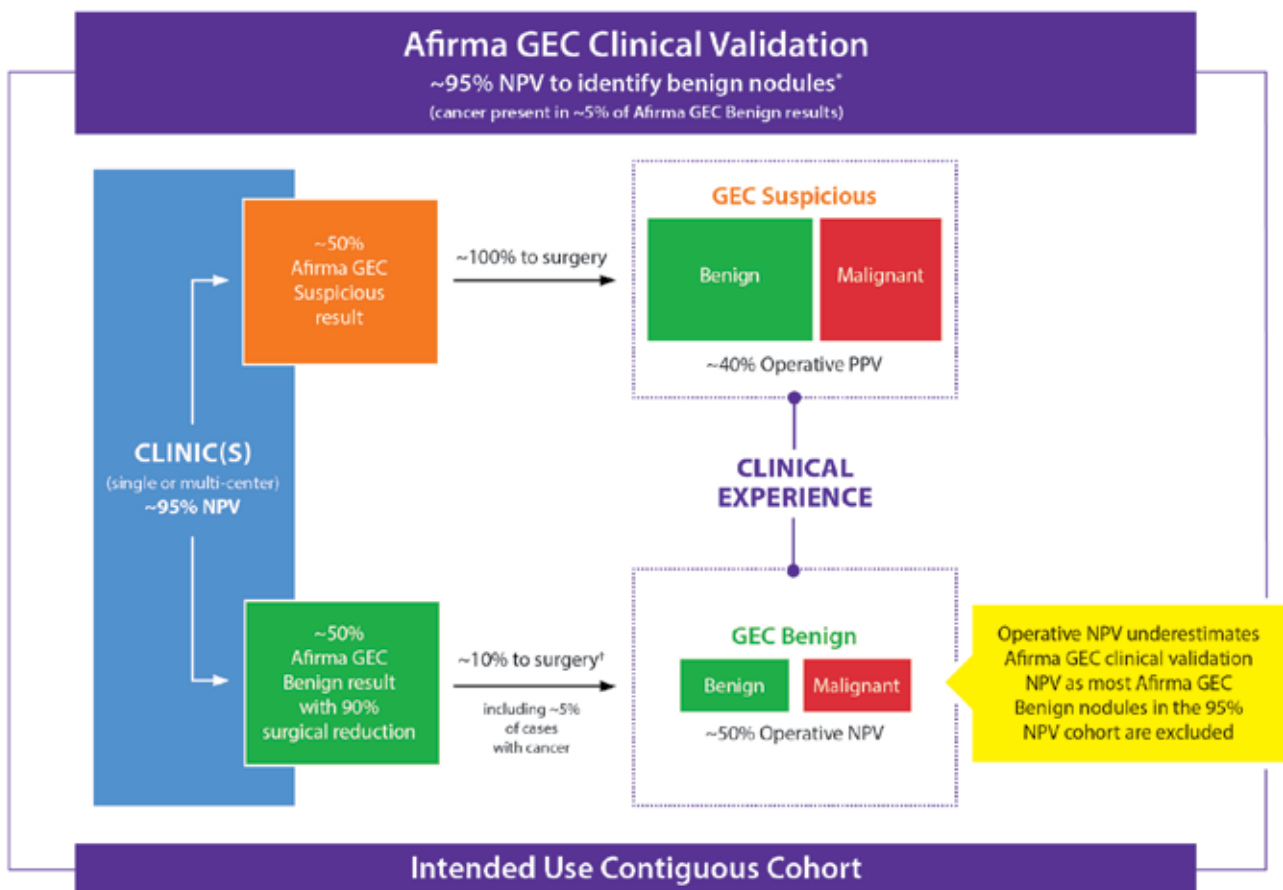 Afirma GEC Clinical Validation
~95% NPV to identify benign nodules*
(cancer present in ~5% of Afirma GEC Benign results)
~50%
Afirma GEC
Suspicious
result
~100% to surgery
GEC Suspicious
Benign
Malignant
~40% Operative PPV
CLINIC(S)
(single or multi-center)
~95% NPV
CLINICAL
EXPERIENCE
~50%
Afirma GEC
Benign result
with 90%
surgical reduction
~10% to surgery†
including ~5%
of cases
with cancer
GEC Benign
Benign
Malignant
~50% Operative NPV
Operative NPV underestimates
Afirma GEC clinical validation
NPV as most Afirma GEC
Benign nodules in the 95%
NPV cohort are excluded
Intended Use Contiguous Cohort